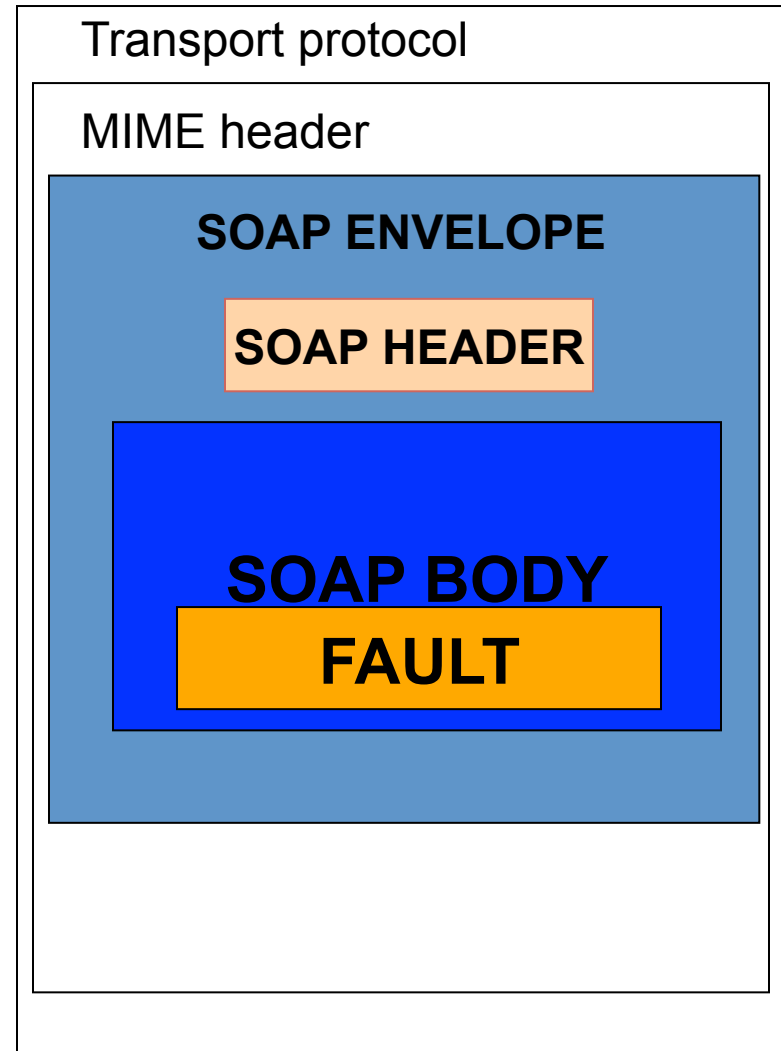 Transport protocol
MIME header
SOAP ENVELOPE
SOAP HEADER
SOAP BODY
FAULT